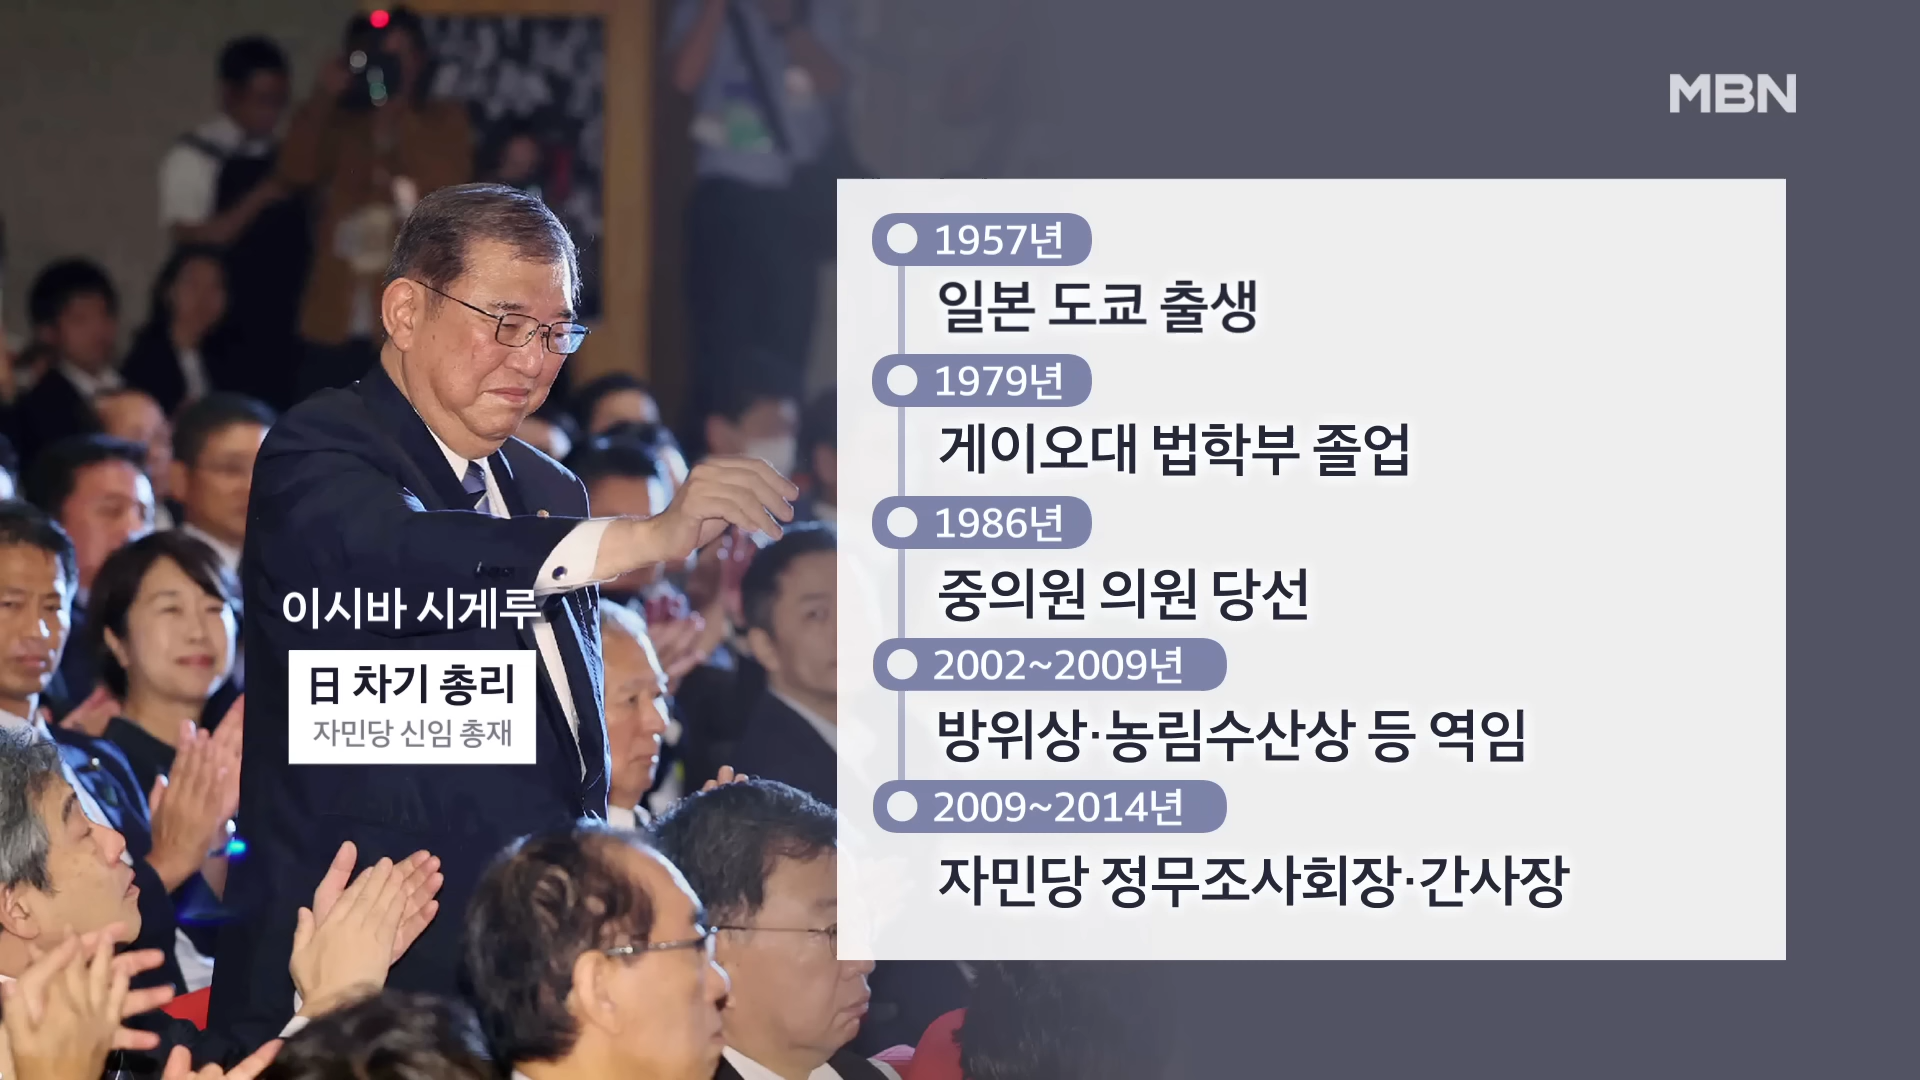 MBN
1957년
일본 도쿄 출생
1979년
게이오대 법학부 졸업
1986년
중의원 의원 당선
2002~2009년
방위상·농림수산상 등 역임
2009~2014년
자민당 정무조사회장·간사장
이시바 시게루
日 차기 총리
자민당 신임 총재